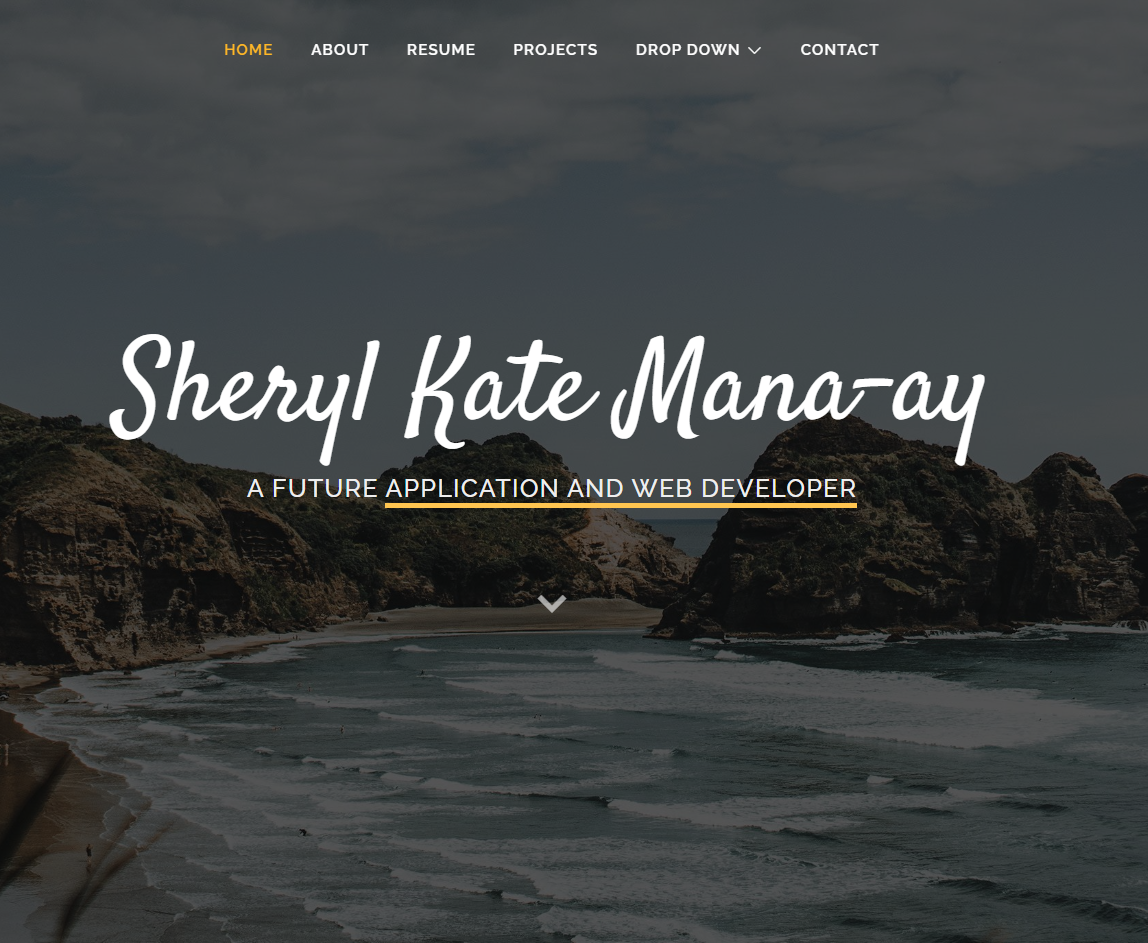 HOME ABOUT RESUME PROJECTS DROP DOWN CONTACT
Sheryl Kate Mana-ay
A FUTURE APPLICATION AND WEB DEVELOPER